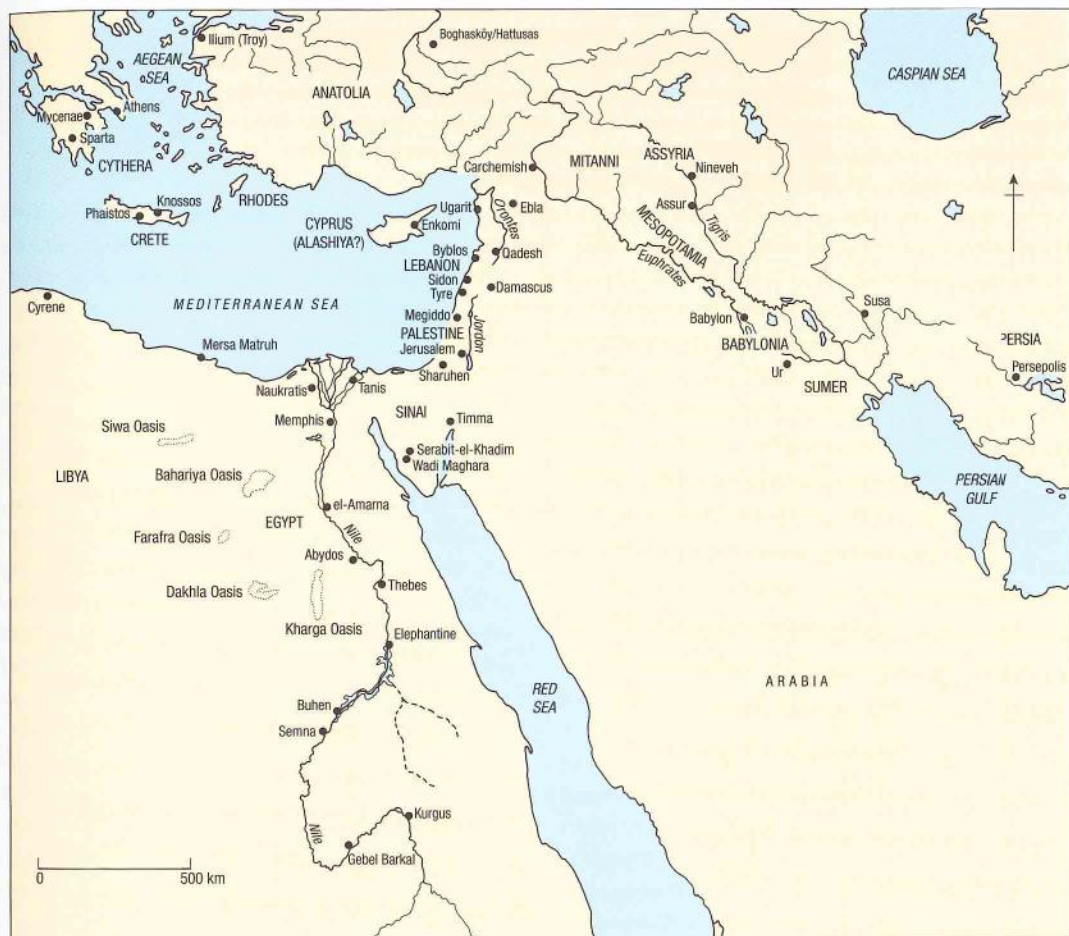 Ilium (Troy)
Boghasköy/Hattusas
AEGEAN
SEA
CASPIAN SEA
ANATOLIA
Mycenae
Athens
Sparta
CYTHERA
RHODES
Knossos
Phaistos
CRETE
Carchemish
MITANNI
ASSYRIA
Nineveh
Assur
Tigris
MESOPOTAMIA
Euphrates
Ugarit
Orontes
Ebla
CYPRUS
(ALASHIYA?)
Enkomi
Byblos
Qadesh
LEBANON
Sidon
Tyre
Damascus
Megiddo
PALESTINE
Jordon
Jerusalem
Sharuhen
Susa
Babylon
BABYLONIA
PERSIA
Persepolis
Ur
SUMER
Cyrene
MEDITERRANEAN SEA
Mersa Matruh
Naukratis
Tanis
Memphis
SINAI
Timma
Serabit-el-Khadim
Wadi Maghara
Siwa Oasis
LIBYA
Bahariya Oasis
PERSIAN
GULF
el-Amarna
EGYPT
Nile
Farafra Oasis
Abydos
Dakhla Oasis
Thebes
Kharga Oasis
Elephantine
RED
SEA
ARABIA
Buhen
Semna
Kurgus
Nile
Gebel Barkal
0
500 km